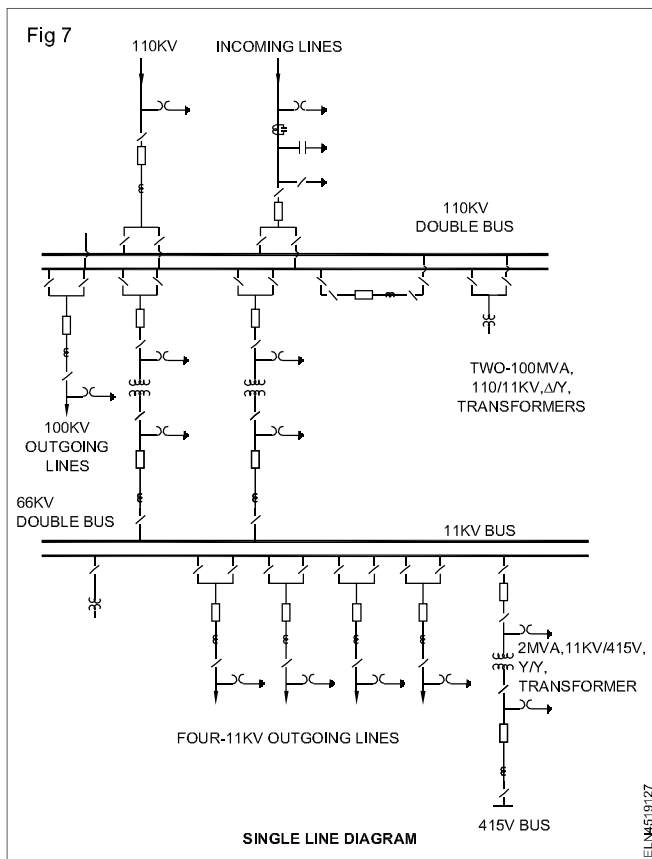 Fig 7
110KV
INCOMING LINES
110KV
DOUBLE BUS
TWO-100MVA,
110/11KV,Δ/Y,
TRANSFORMERS
100KV
OUTGOING
LINES
66KV
DOUBLE BUS
11KV BUS
2MVA,11KV/415V,
Y/Y,
TRANSFORMER
FOUR-11KV OUTGOING LINES
415V BUS
SINGLE LINE DIAGRAM
ELN4519127